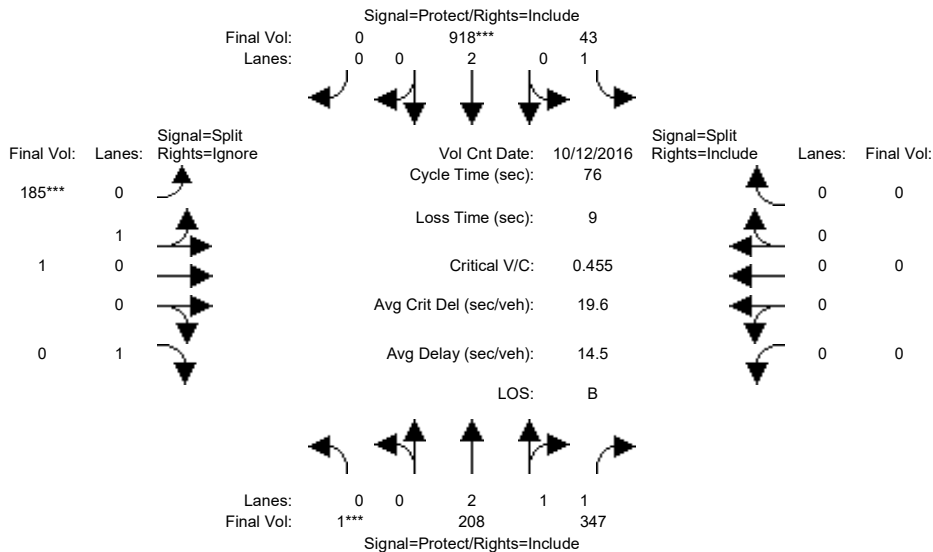 Signal=Protect/Rights=Include
Final Vol: 0 918*** 43
Lanes: 0 0 2 0 1
Signal=Split Signal=Split
Final Vol: Lanes: Rights=Ignore Vol Cnt Date: 10/12/2016 Rights=Include Lanes: Final Vol:
Cycle Time (sec): 76
185*** 0 0 0
Loss Time (sec): 9
1 0
1 0 Critical V/C: 0.455 0 0
0 Avg Crit Del (sec/veh): 19.6 0
0 1 Avg Delay (sec/veh): 14.5 0 0
LOS: B
Lanes: 0 0 2 1 1
Final Vol: 1*** 208 347
Signal=Protect/Rights=Include